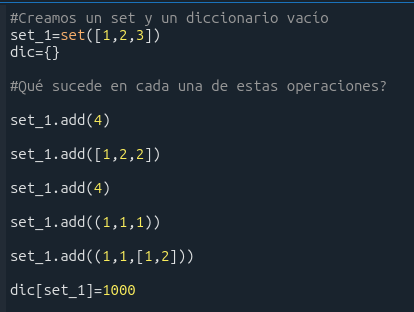 #Creamos un set y un diccionario vacío
set_1=set([1,2,3])
dic={}
#Qué sucede en cada una de estas operaciones?
set_1.add(4)
set_1.add([1,2,2])
set_1.add(4)
set_1.add((1,1,1))
set_1.add((1,1,[1,2]))
dic[set_1]=1000